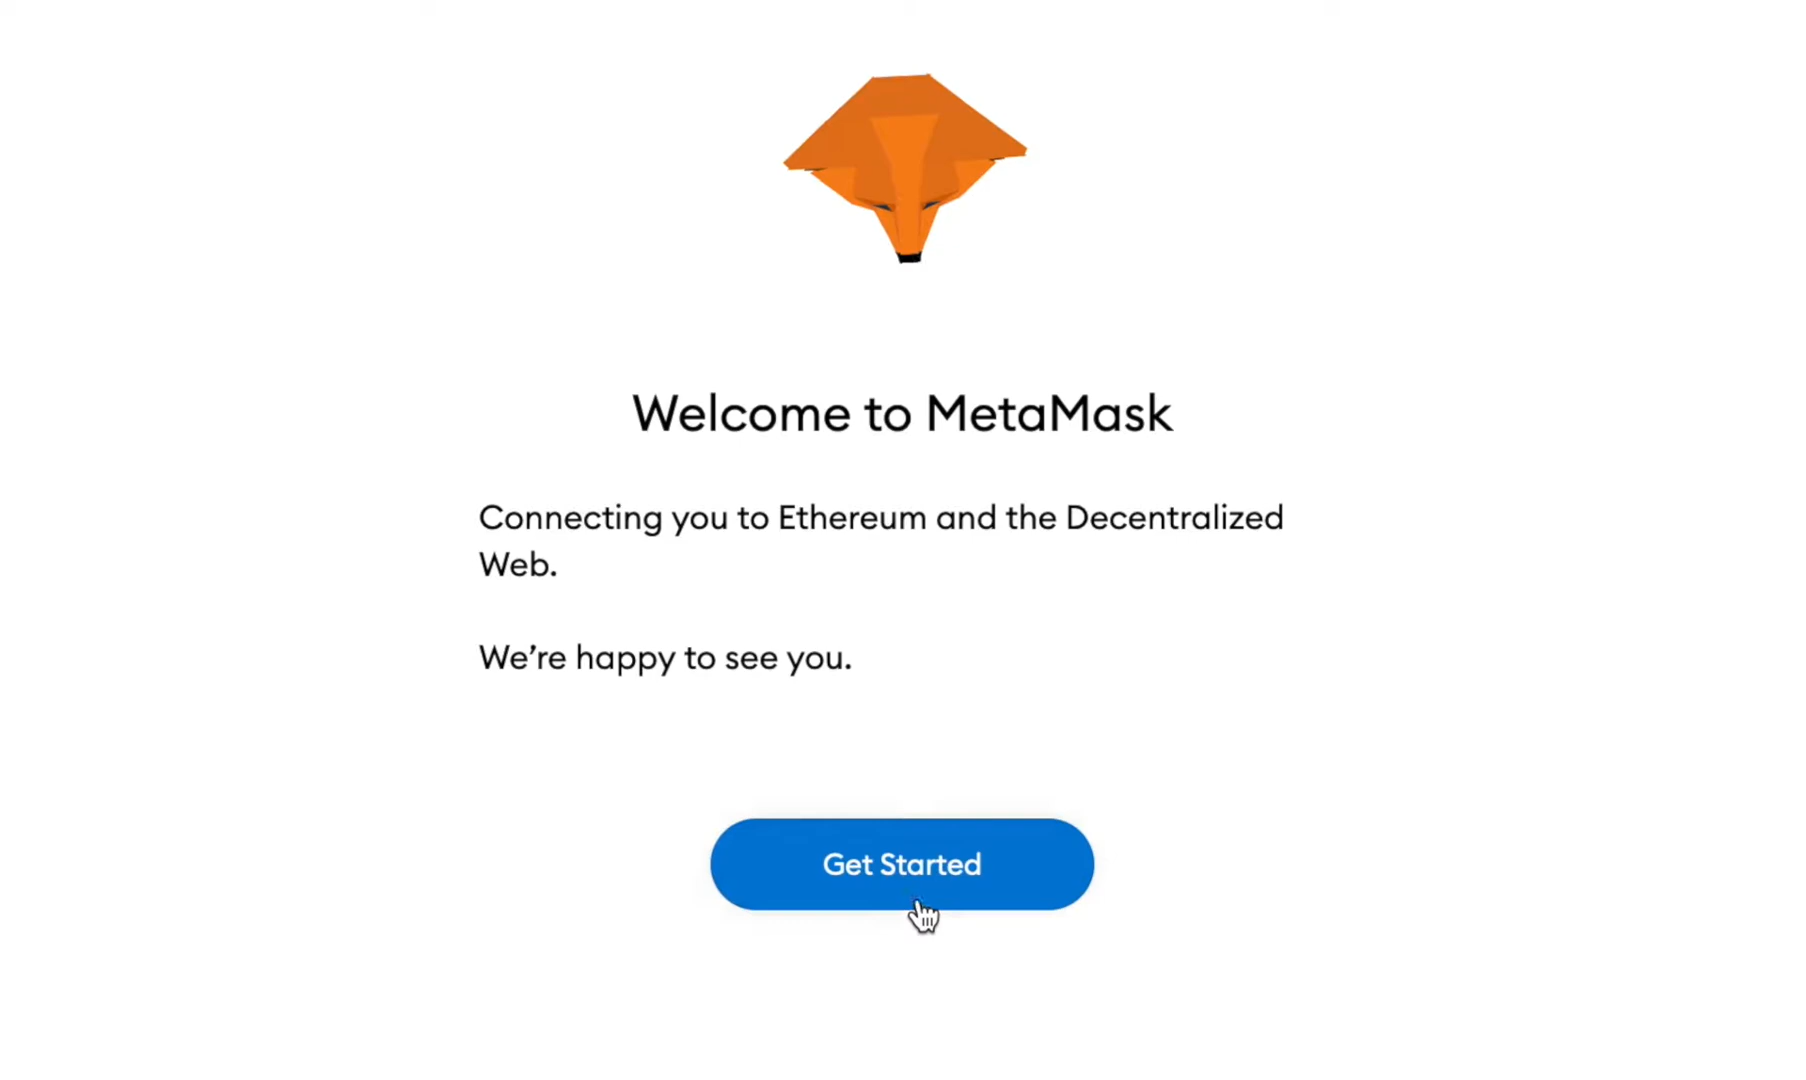 Welcome to MetaMask
Connecting you to Ethereum and the Decentralized
Web.
We’re happy to see you.
Get Started